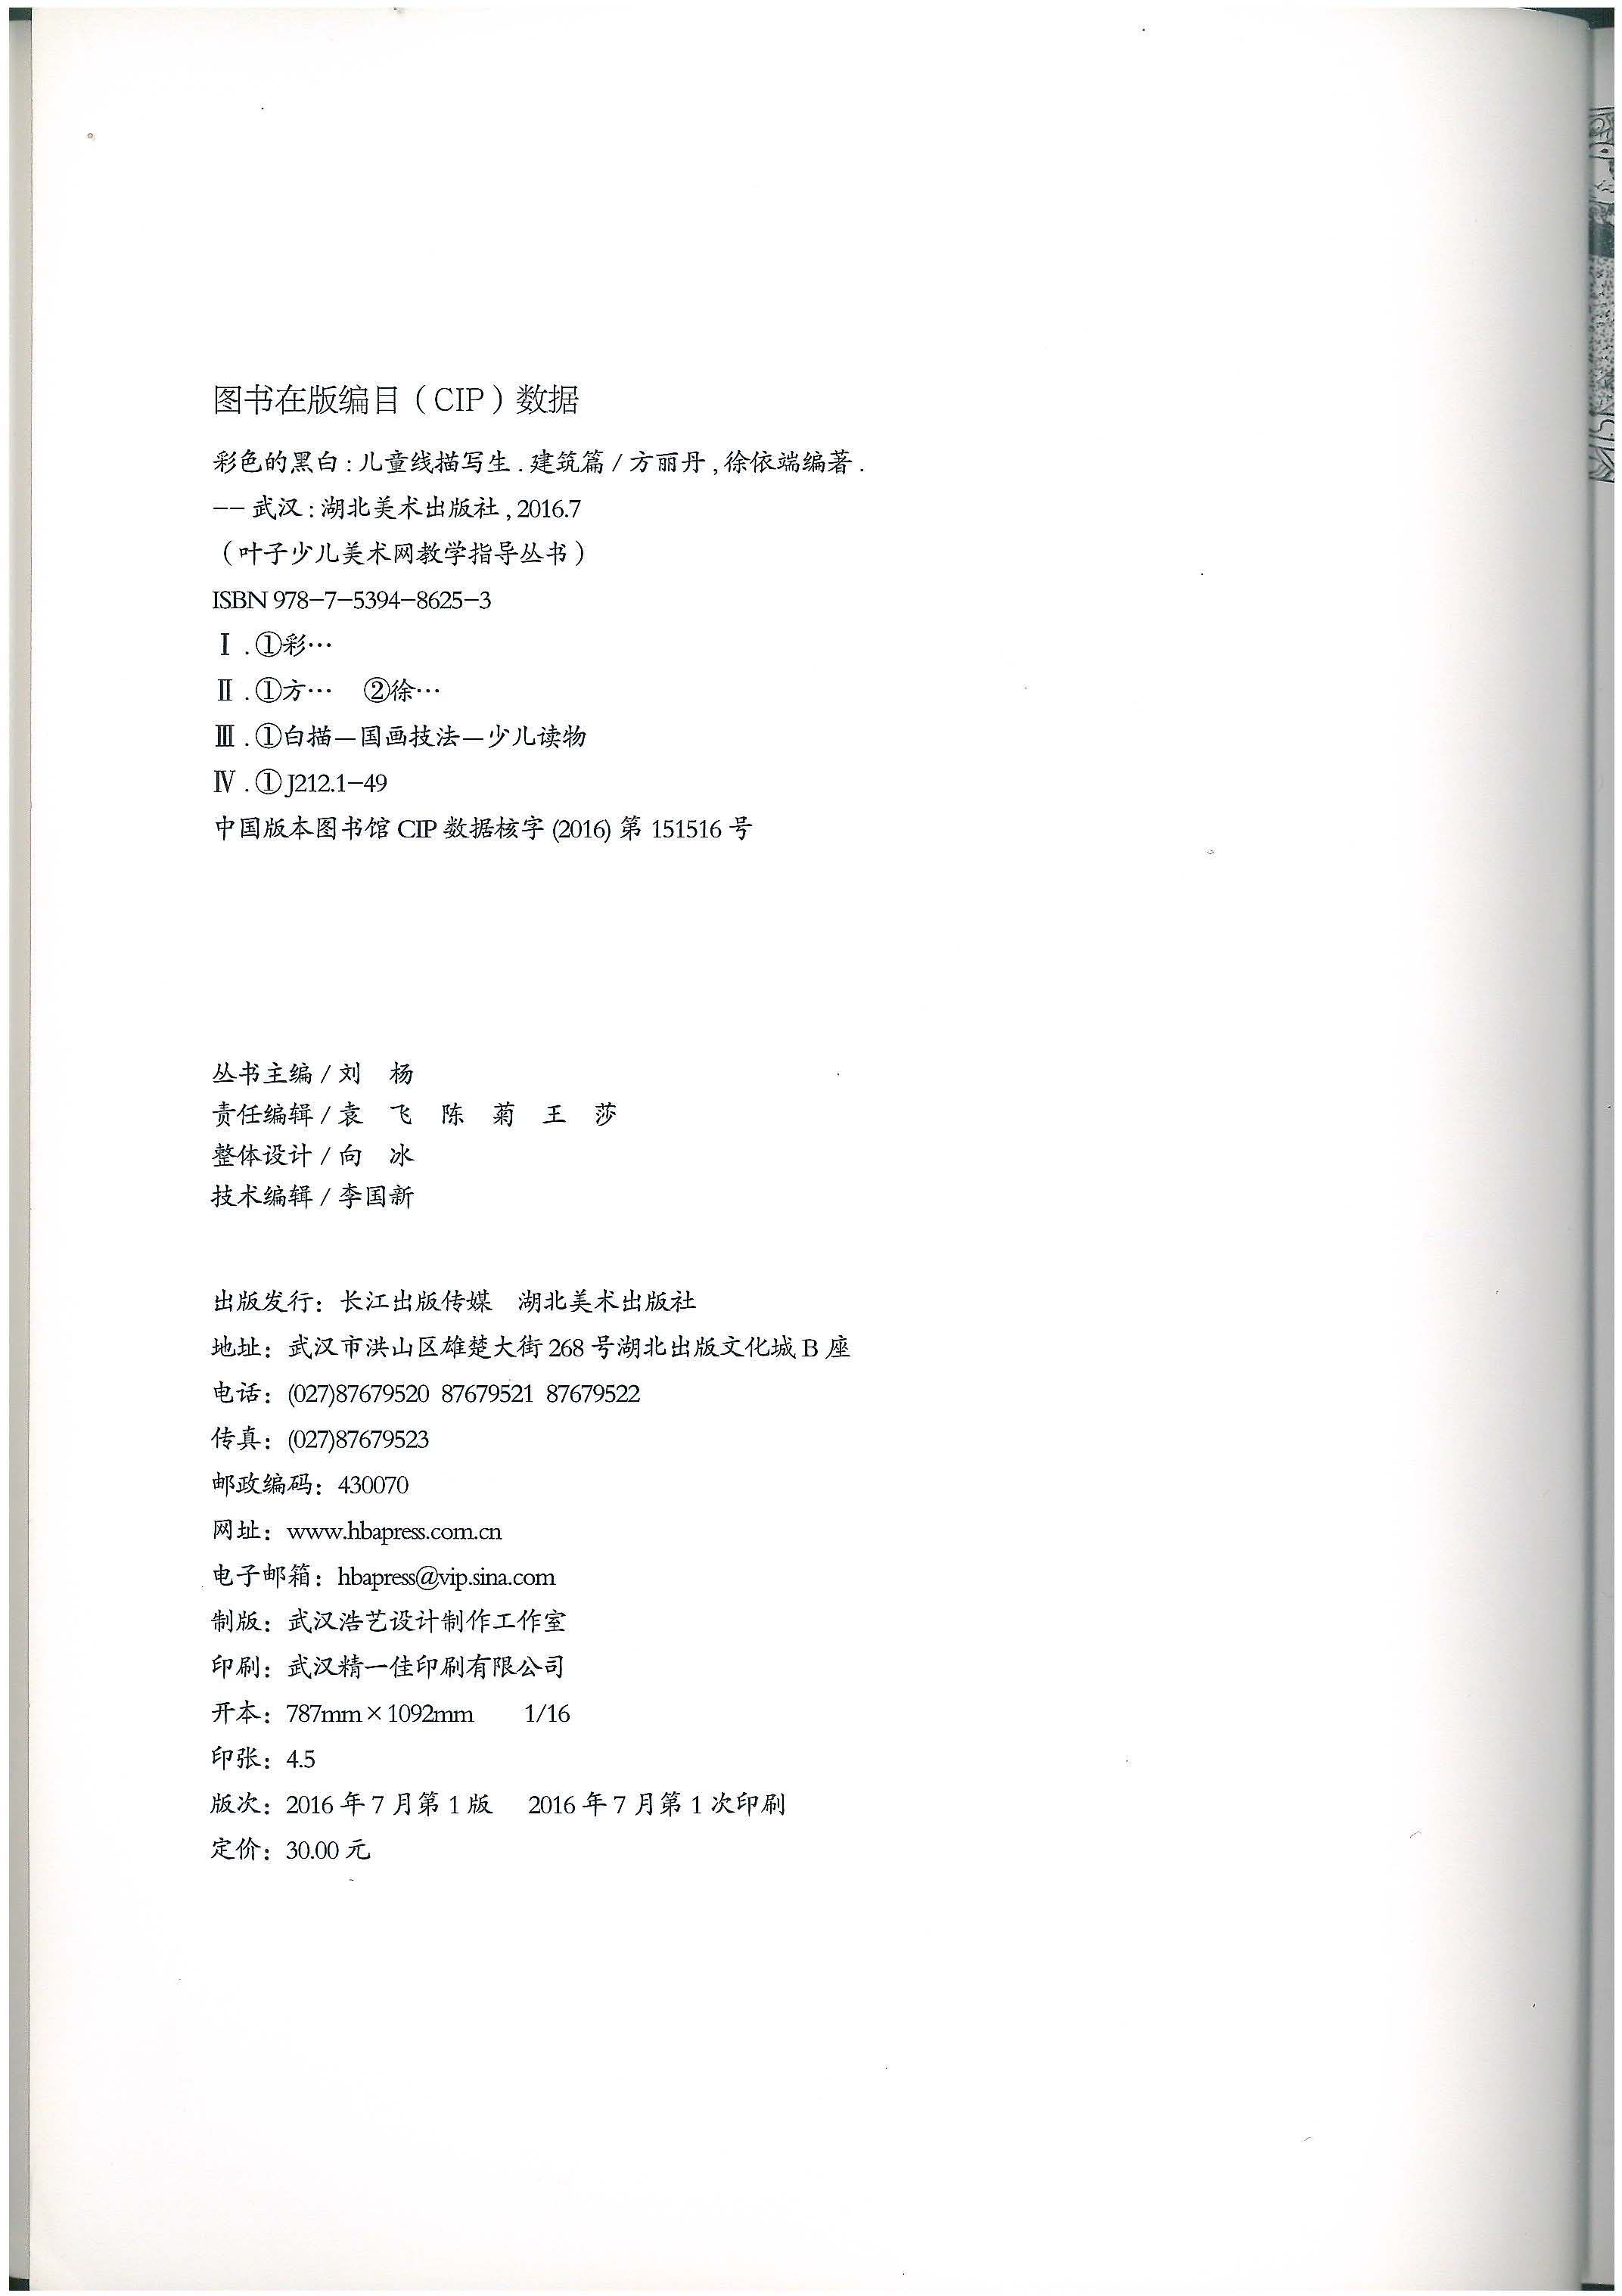 图书在版编目（CIP）数据
彩色的黑白：儿童线描写生．建筑篇 / 方丽丹，徐依端编著．
-- 武汉：湖北美术出版社，2016.7
（叶子少儿美术网教学指导丛书）
ISBN 978-7-5394-8625-3
Ⅰ．①彩…
Ⅱ．①方… ②徐…
Ⅲ．①白描—国画技法—少儿读物
Ⅳ．①J212.1-49
中国版本图书馆 CIP 数据核字 (2016) 第 151516 号
丛书主编 / 刘　杨
责任编辑 / 袁　飞　陈　菊　王　莎
整体设计 / 向　冰
技术编辑 / 李国新
出版发行：长江出版传媒　湖北美术出版社
地址：武汉市洪山区雄楚大街 268 号湖北出版文化城 B 座
电话：(027)87679520 87679521 87679522
传真：(027)87679523
邮政编码：430070
网址：www.hbapress.com.cn
电子邮箱：hbapress@vip.sina.com
制版：武汉浩艺设计制作工作室
印刷：武汉精一佳印刷有限公司
开本：787mm×1092mm　1/16
印张：4.5
版次：2016 年 7 月第 1 版　2016 年 7 月第 1 次印刷
定价：30.00 元